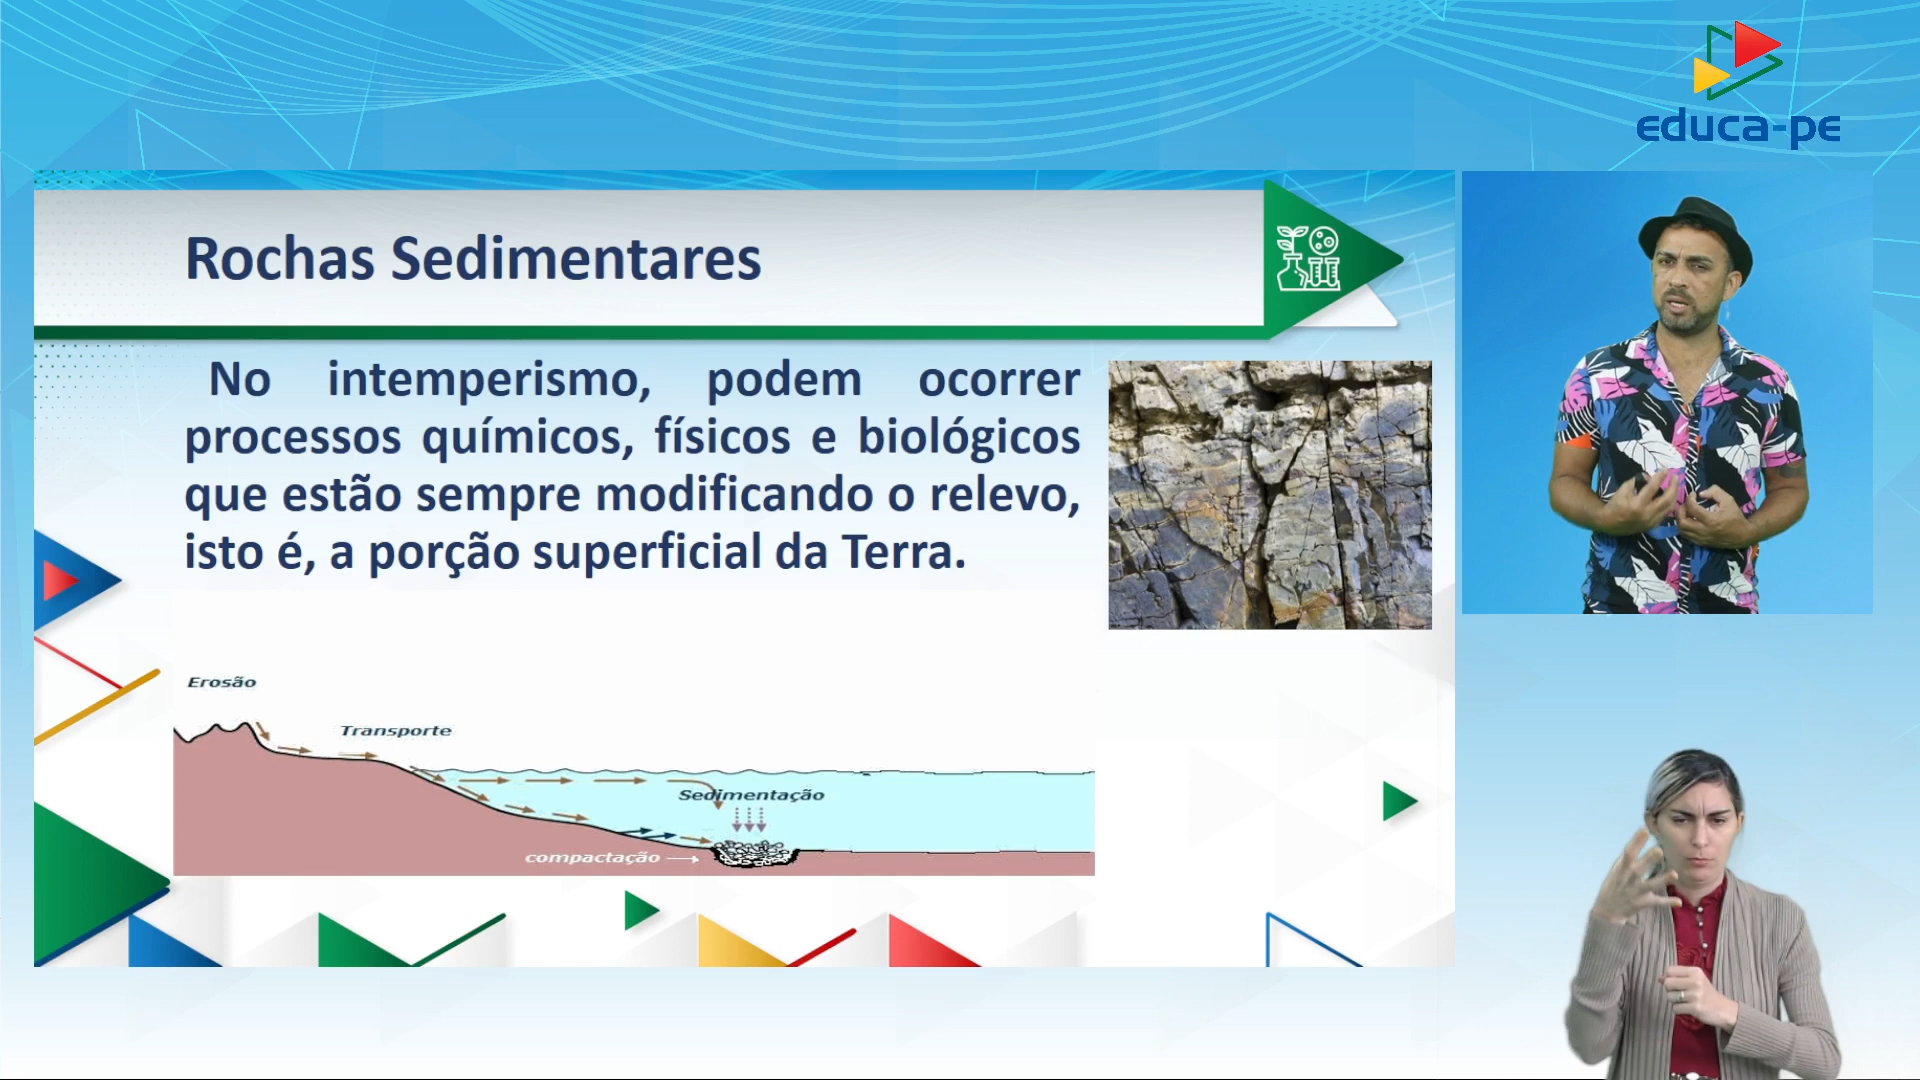 educa-pe
Rochas Sedimentares
No intemperismo, podem ocorrer
processos químicos, físicos e biológicos
que estão sempre modificando o relevo,
isto é, a porção superficial da Terra.
Erosão
Transporte
Sedimentação
compactação